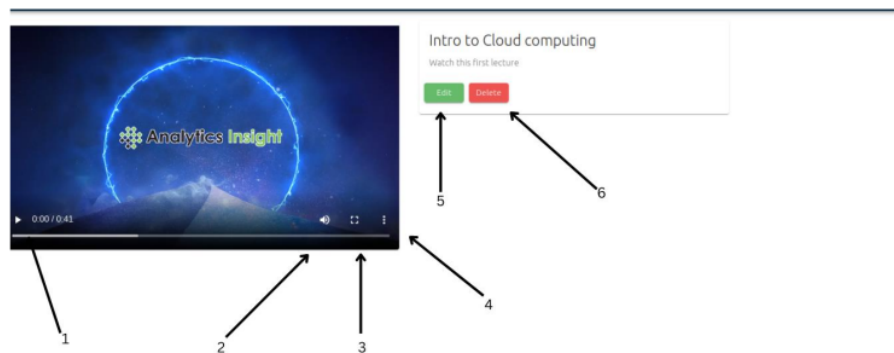 Intro to Cloud computing
Watch this first lecture
Edit Delete
Analytics Insight
0:00 / 0:41
5
6
4
1
2
3